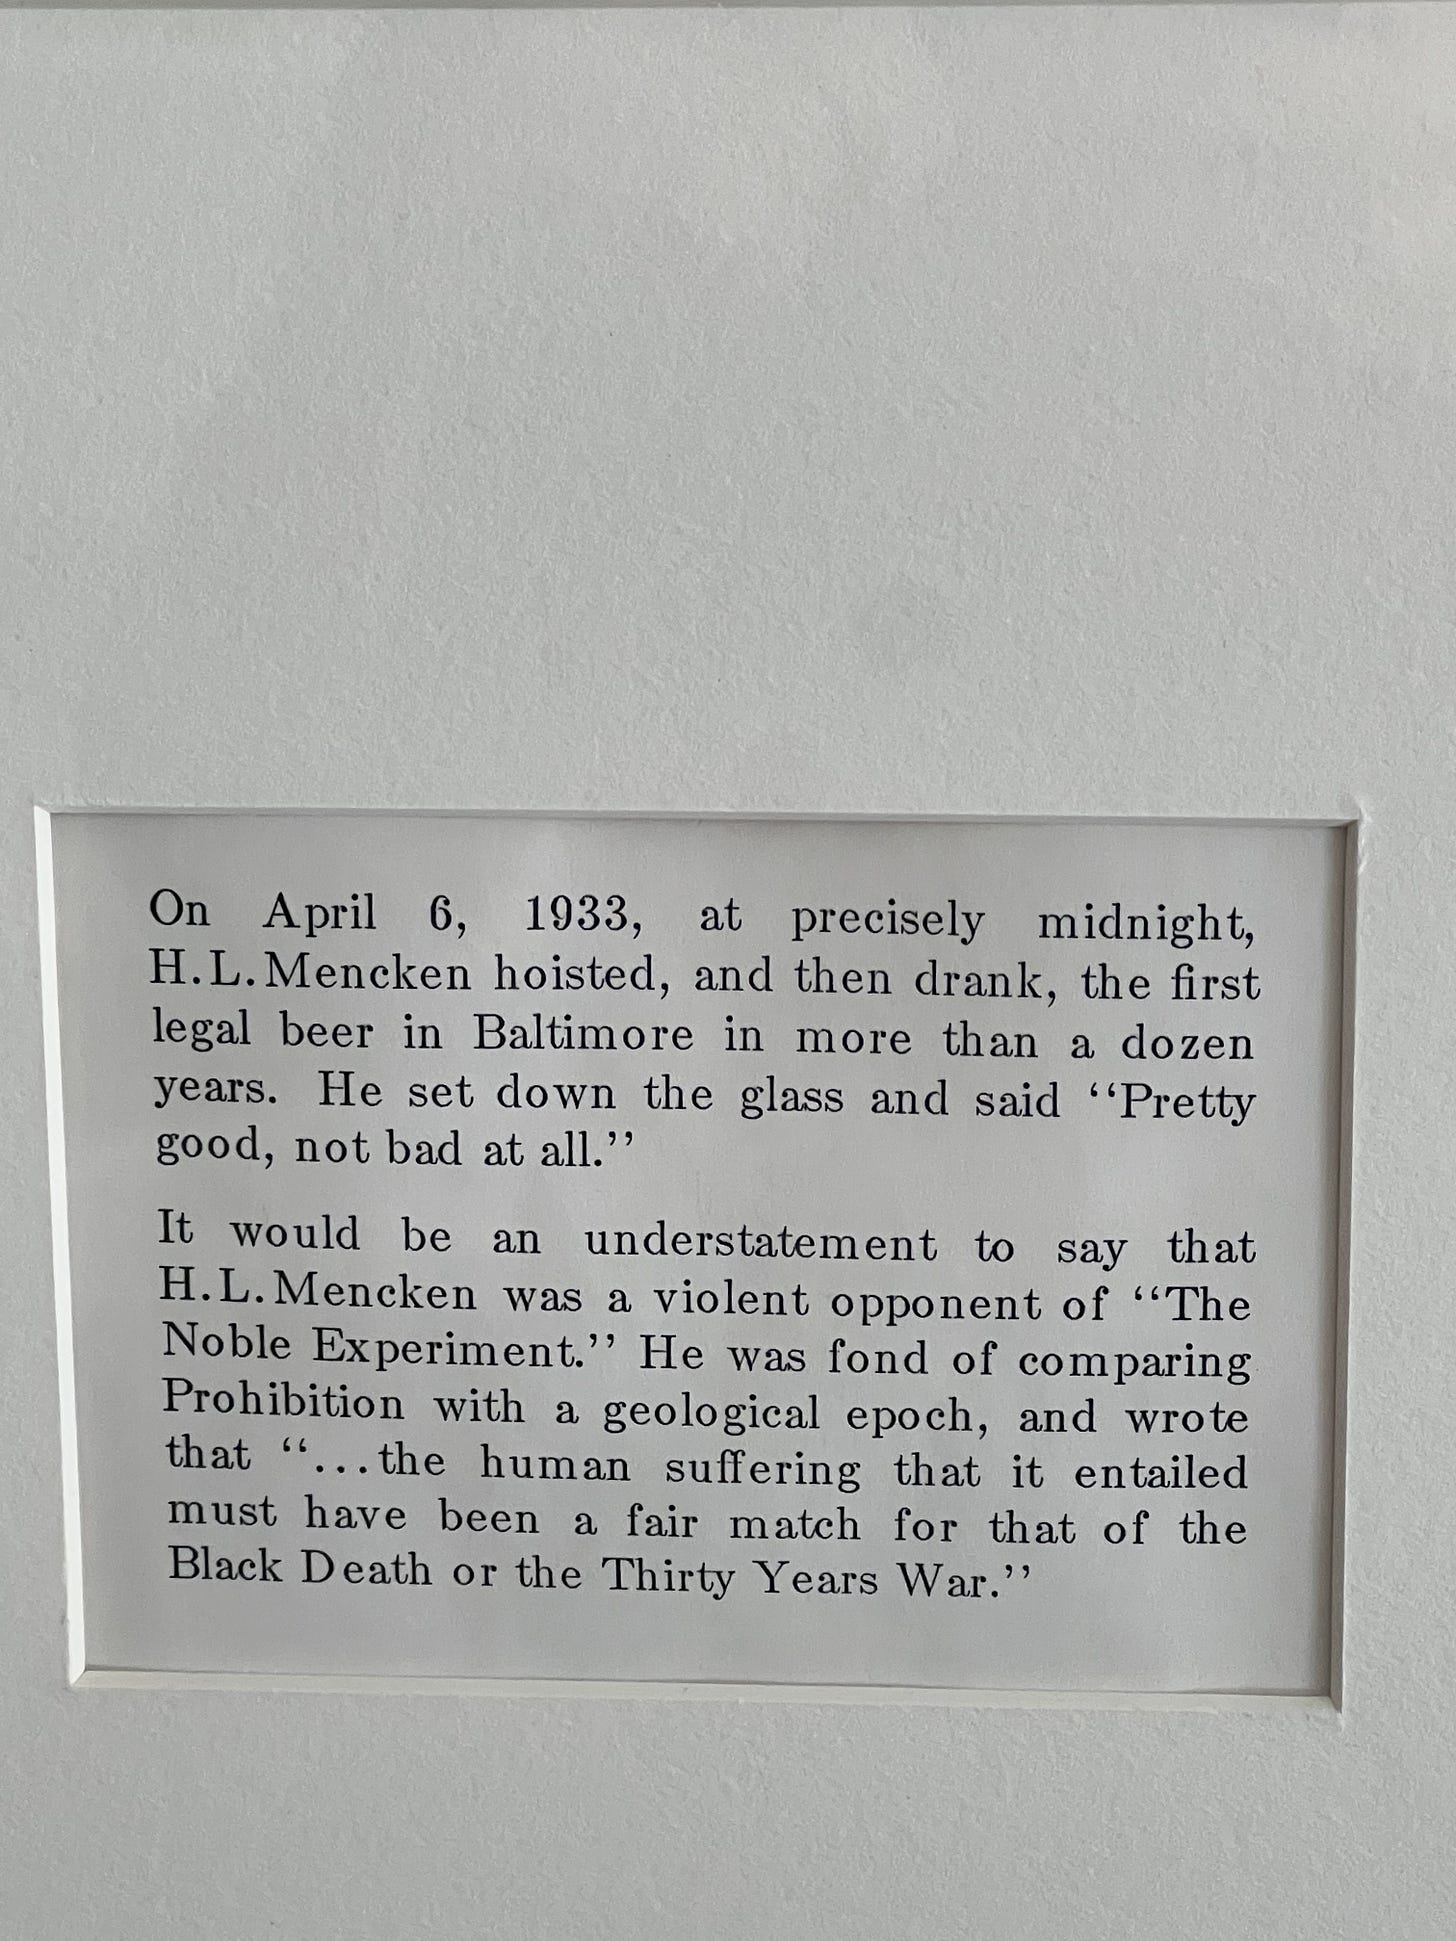 On April 6, 1933, at precisely midnight,
H.L. Mencken hoisted, and then drank, the first
legal beer in Baltimore in more than a dozen
years. He set down the glass and said ‘‘Pretty
good, not bad at all.’’
It would be an understatement to say that
H.L. Mencken was a violent opponent of ‘‘The
Noble Experiment.’’ He was fond of comparing
Prohibition with a geological epoch, and wrote
that ‘‘...the human suffering that it entailed
must have been a fair match for that of the
Black Death or the Thirty Years War.’’